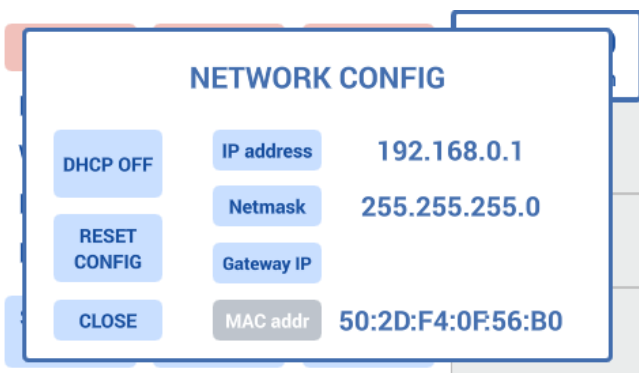 NETWORK CONFIG
DHCP OFF
IP address 192.168.0.1
Netmask 255.255.255.0
RESET
CONFIG
Gateway IP
CLOSE
MAC addr 50:2D:F4:0F:56:B0